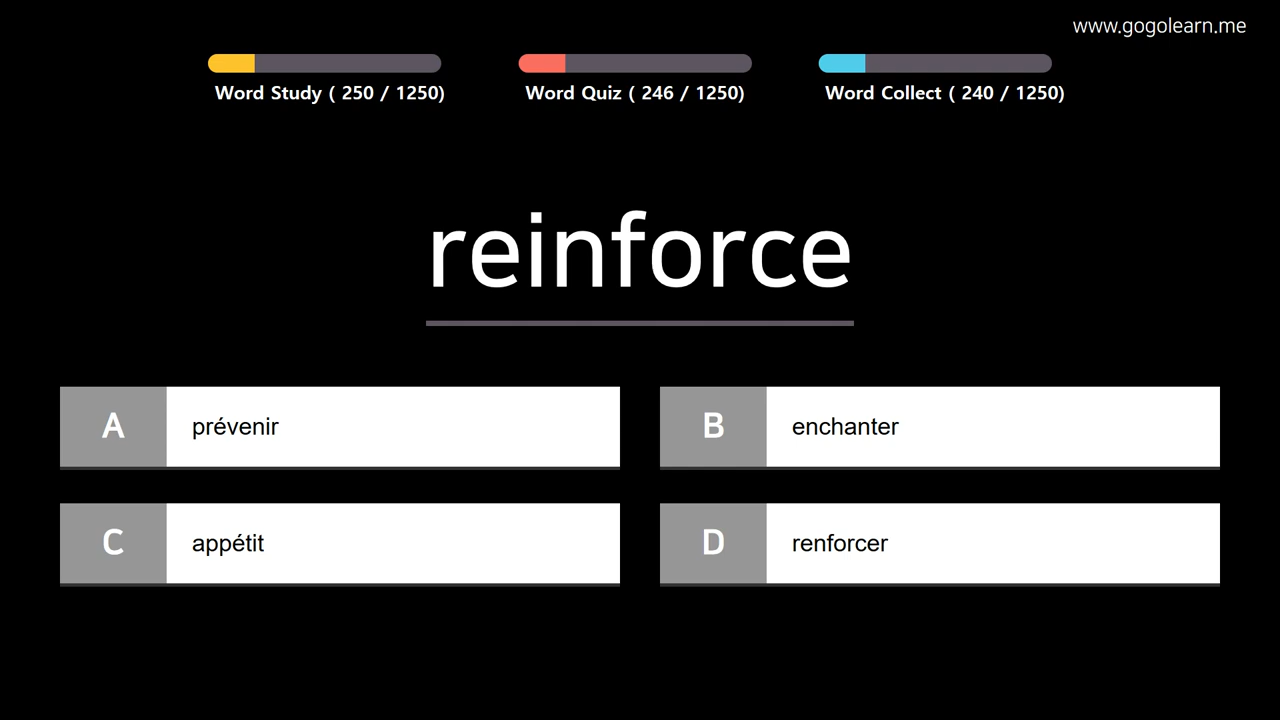 www.gogolearn.me
Word Study ( 250 / 1250)
Word Quiz ( 246 / 1250)
Word Collect ( 240 / 1250)
reinforce
A prévenir
B enchanter
C appétit
D renforcer